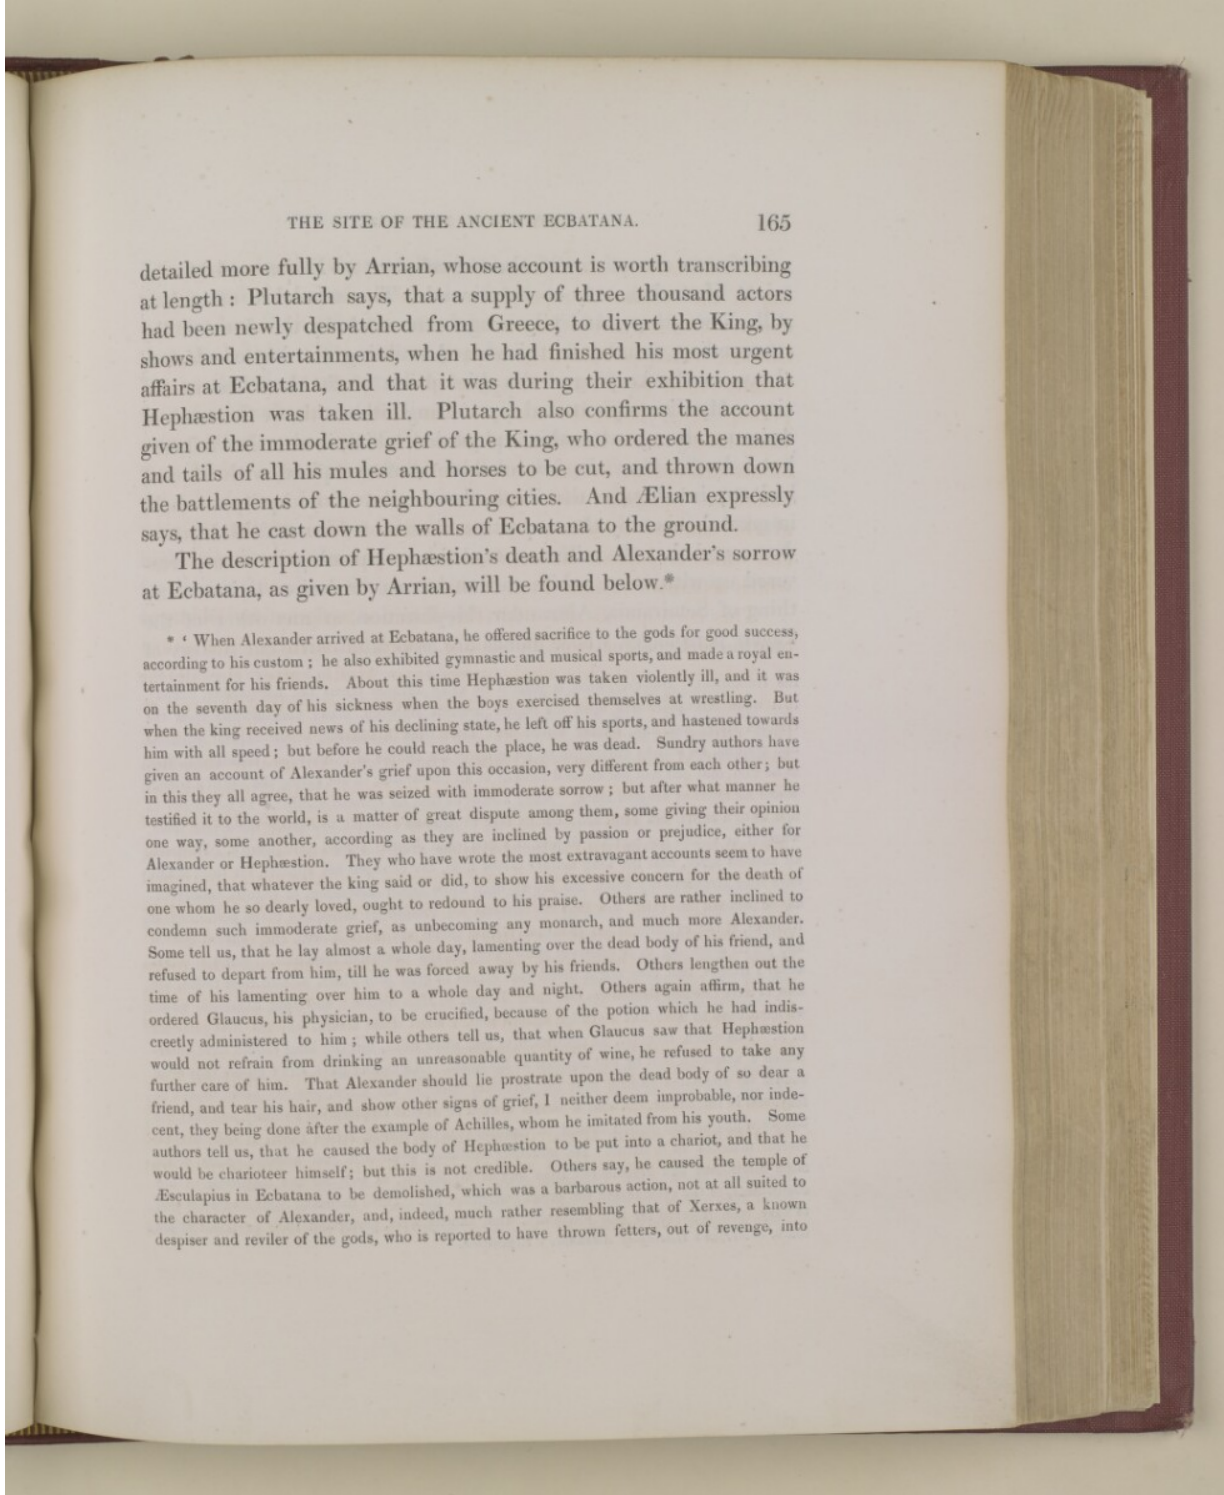 THE SITE OF THE ANCIENT ECBATANA. 165
detailed more fully by Arrian, whose account is worth transcribing
at length : Plutarch says, that a supply of three thousand actors
had been newly despatched from Greece, to divert the King, by
shows and entertainments, when he had finished his most urgent
affairs at Ecbatana, and that it was during their exhibition that
Hephæstion was taken ill. Plutarch also confirms the account
given of the immoderate grief of the King, who ordered the manes
and tails of all his mules and horses to be cut, and thrown down
the battlements of the neighbouring cities. And Ælian expressly
says, that he cast down the walls of Ecbatana to the ground.
The description of Hephæstion's death and Alexander's sorrow
at Ecbatana, as given by Arrian, will be found below.*
* ‘ When Alexander arrived at Ecbatana, he offered sacrifice to the gods for good success,
according to his custom ; he also exhibited gymnastic and musical sports, and made a royal en-
tertainment for his friends. About this time Hephæstion was taken violently ill, and it was
on the seventh day of his sickness when the boys exercised themselves at wrestling. But
when the king received news of his declining state, he left off his sports, and hastened towards
him with all speed ; but before he could reach the place, he was dead. Sundry authors have
given an account of Alexander's grief upon this occasion, very different from each other ; but
in this they all agree, that he was seized with immoderate sorrow ; but after what manner he
testified it to the world, is a matter of great dispute among them, some giving their opinion
one way, some another, according as they are inclined by passion or prejudice, either for
Alexander or Hephæstion. They who have wrote the most extravagant accounts seem to have
imagined, that whatever the king said or did, to show his excessive concern for the death of
one whom he so dearly loved, ought to redound to his praise. Others are rather inclined to
condemn such immoderate grief, as unbecoming any monarch, and much more Alexander.
Some tell us, that he lay almost a whole day, lamenting over the dead body of his friend, and
refused to depart from him, till he was forced away by his friends. Others lengthen out the
time of his lamenting over him to a whole day and night. Others again affirm, that he
ordered Glaucus, his physician, to be crucified, because of the potion which he had indis-
creetly administered to him ; while others tell us, that when Glaucus saw that Hephæstion
would not refrain from drinking an unreasonable quantity of wine, he refused to take any
further care of him. That Alexander should lie prostrate upon the dead body of so dear a
friend, and tear his hair, and show other signs of grief, I neither deem improbable, nor inde-
cent, they being done after the example of Achilles, whom he imitated from his youth. Some
authors tell us, that he caused the body of Hephæstion to be put into a chariot, and that he
would be charioteer himself ; but this is not credible. Others say, he caused the temple of
Æsculapius in Ecbatana to be demolished, which was a barbarous action, not at all suited to
the character of Alexander, and, indeed, much rather resembling that of Xerxes, a known
despiser and reviler of the gods, who is reported to have thrown fetters, out of revenge, into